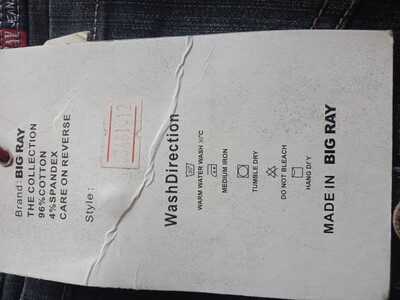 Brand: BIG RAY
THE COLLECTION
96%COTTON
4%SPANDEX
CARE ON REVERSE
Style:
WashDirection
WARM WATER WASH 30°C
MEDIUM IRON
TUMBLE DRY
DO NOT BLEACH
HANG DRY
MADE IN BIG RAY